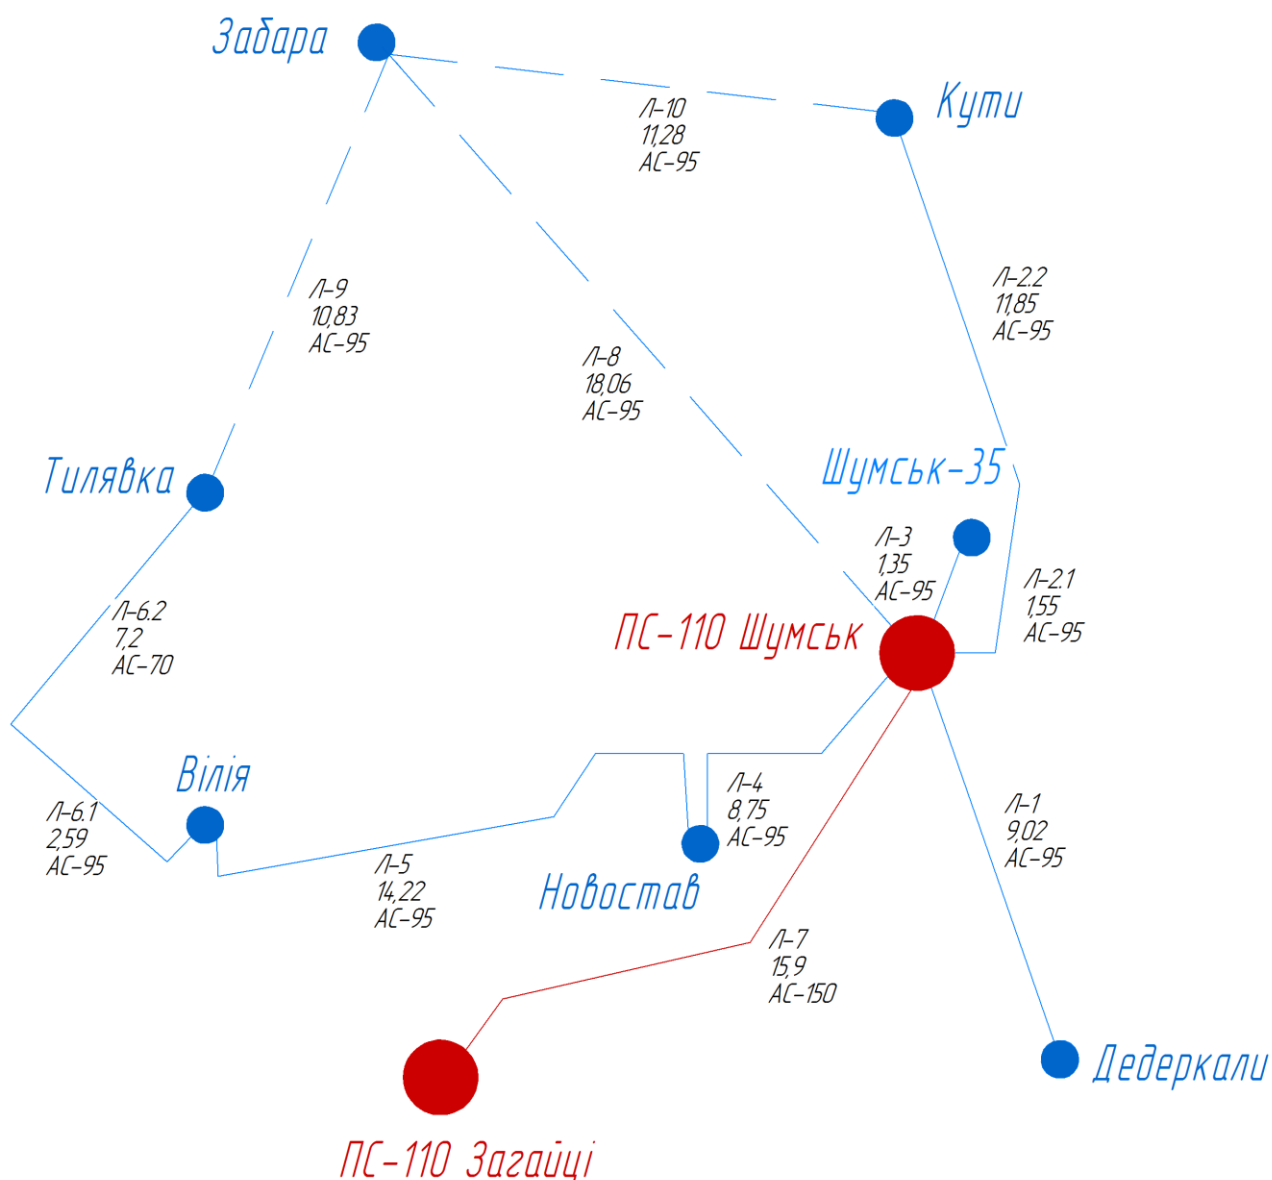 Забара
Кути
Л-10
11,28
АС-95
Л-2.2
11,85
АС-95
Л-9
10,83
АС-95
Л-8
18,06
АС-95
Тилявка
Шумськ-35
Л-3
1,35
АС-95
Л-2.1
1,55
АС-95
Л-6.2
7,2
АС-70
ПС-110 Шумськ
Вілія
Л-6.1
2,59
АС-95
Л-4
8,75
АС-95
Л-1
9,02
АС-95
Л-5
14,22
АС-95
Новостав
Л-7
15,9
АС-150
Дедеркали
ПС-110 Загайці